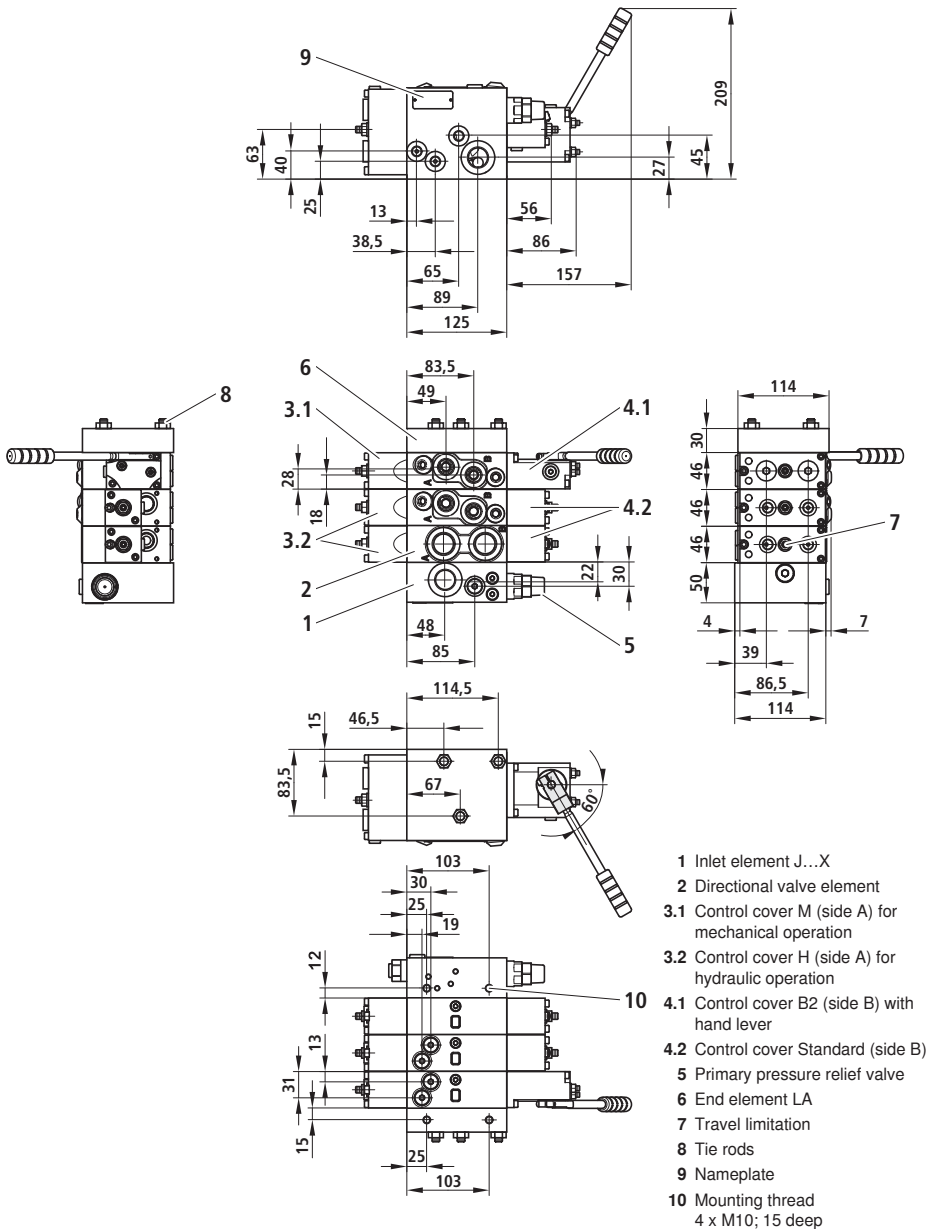 9
209
63
40
25
45
27
13
56
38,5
86
65
157
89
125
6
83,5
8
49
114
3.1
4.1
30
28
A
B
46
18
A
B
4.2
46
3.2
7
A
B
46
2
22
30
50
1
48
5
4
7
85
39
86,5
114
114,5
15
46,5
83,5
67
60°
103
30
25
19
12
10
13
31
15
25
103
1 Inlet element J...X
2 Directional valve element
3.1 Control cover M (side A) for
mechanical operation
3.2 Control cover H (side A) for
hydraulic operation
4.1 Control cover B2 (side B) with
hand lever
4.2 Control cover Standard (side B)
5 Primary pressure relief valve
6 End element LA
7 Travel limitation
8 Tie rods
9 Nameplate
10 Mounting thread
4 x M10; 15 deep